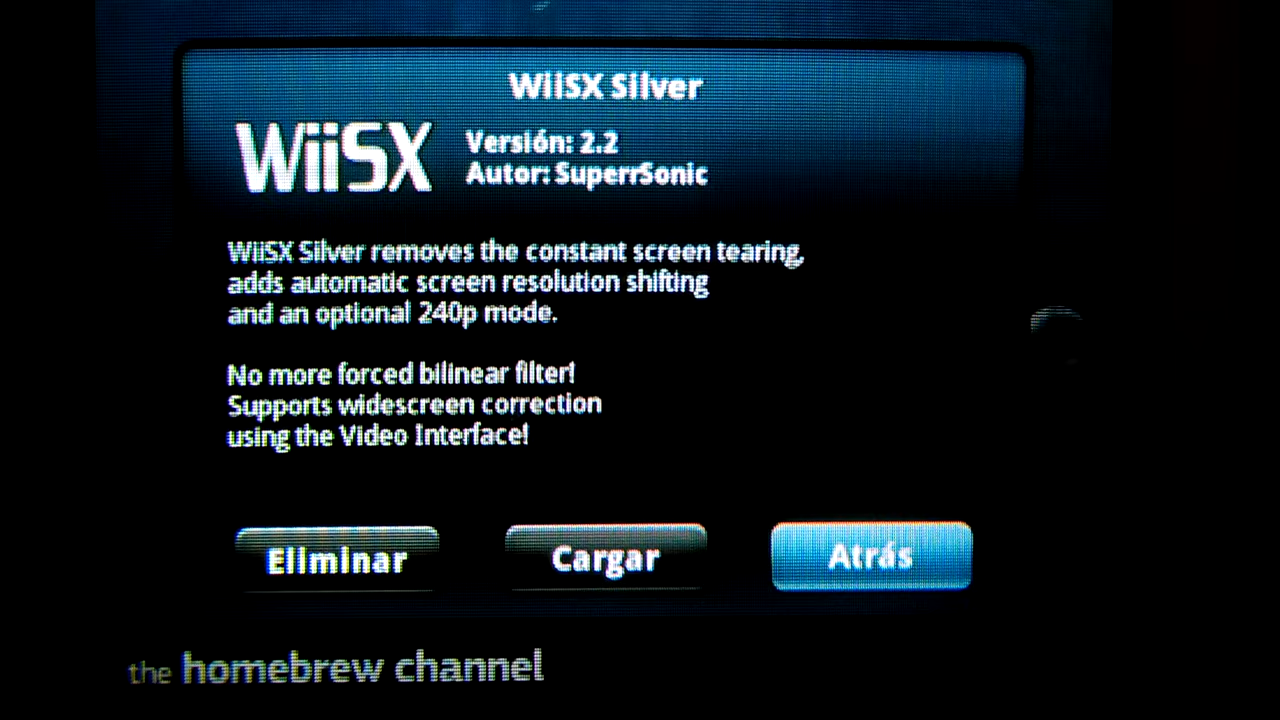 WiiSX Silver
WiiSX
Versión: 2.2
Autor: SuperrSonic
WiiSX Silver removes the constant screen tearing,
adds automatic screen resolution shifting
and an optional 240p mode.
No more forced bilinear filter!
Supports widescreen correction
using the Video Interface!
Eliminar
Cargar
Atrás
the homebrew channel